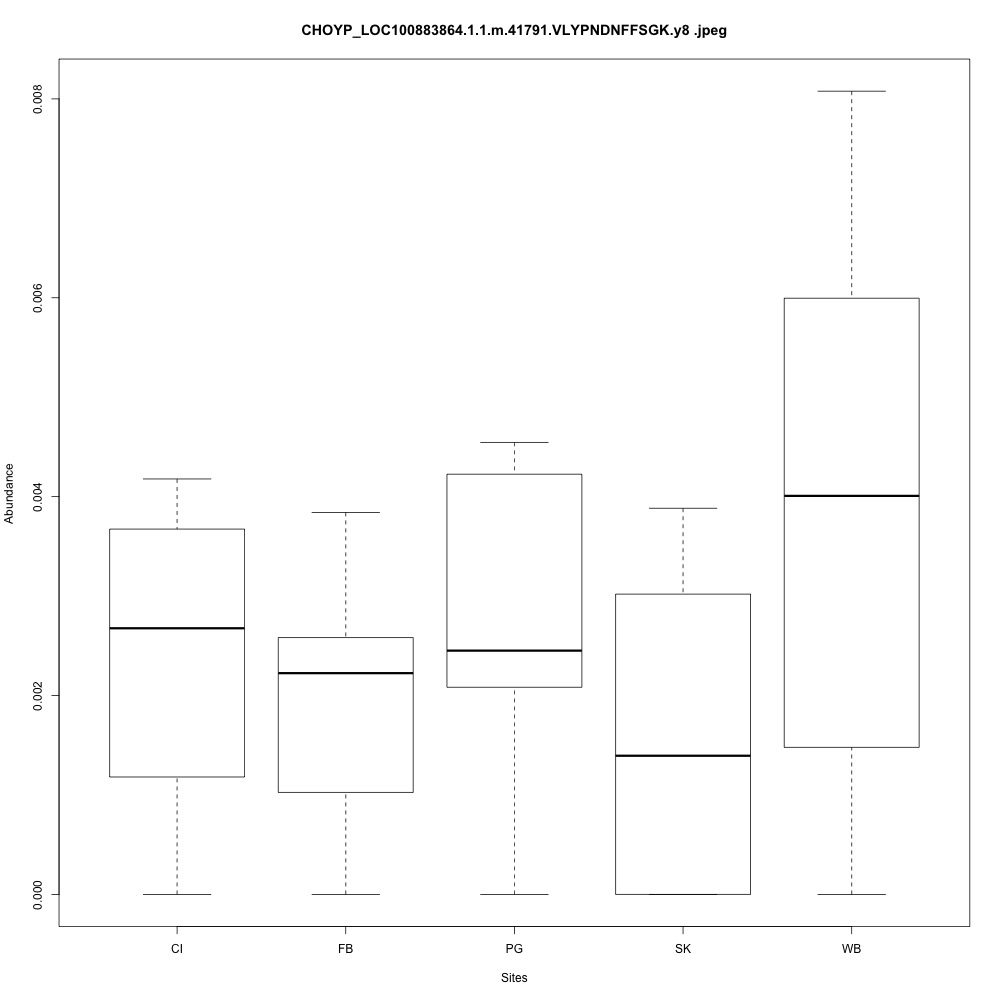 CHOYP_LOC100883864.1.1.m.41791.VLYPNDNFFSGK.y8 .jpeg
Abundance
0.008
0.006
0.004
0.002
0.000
CI FB PG SK WB
Sites